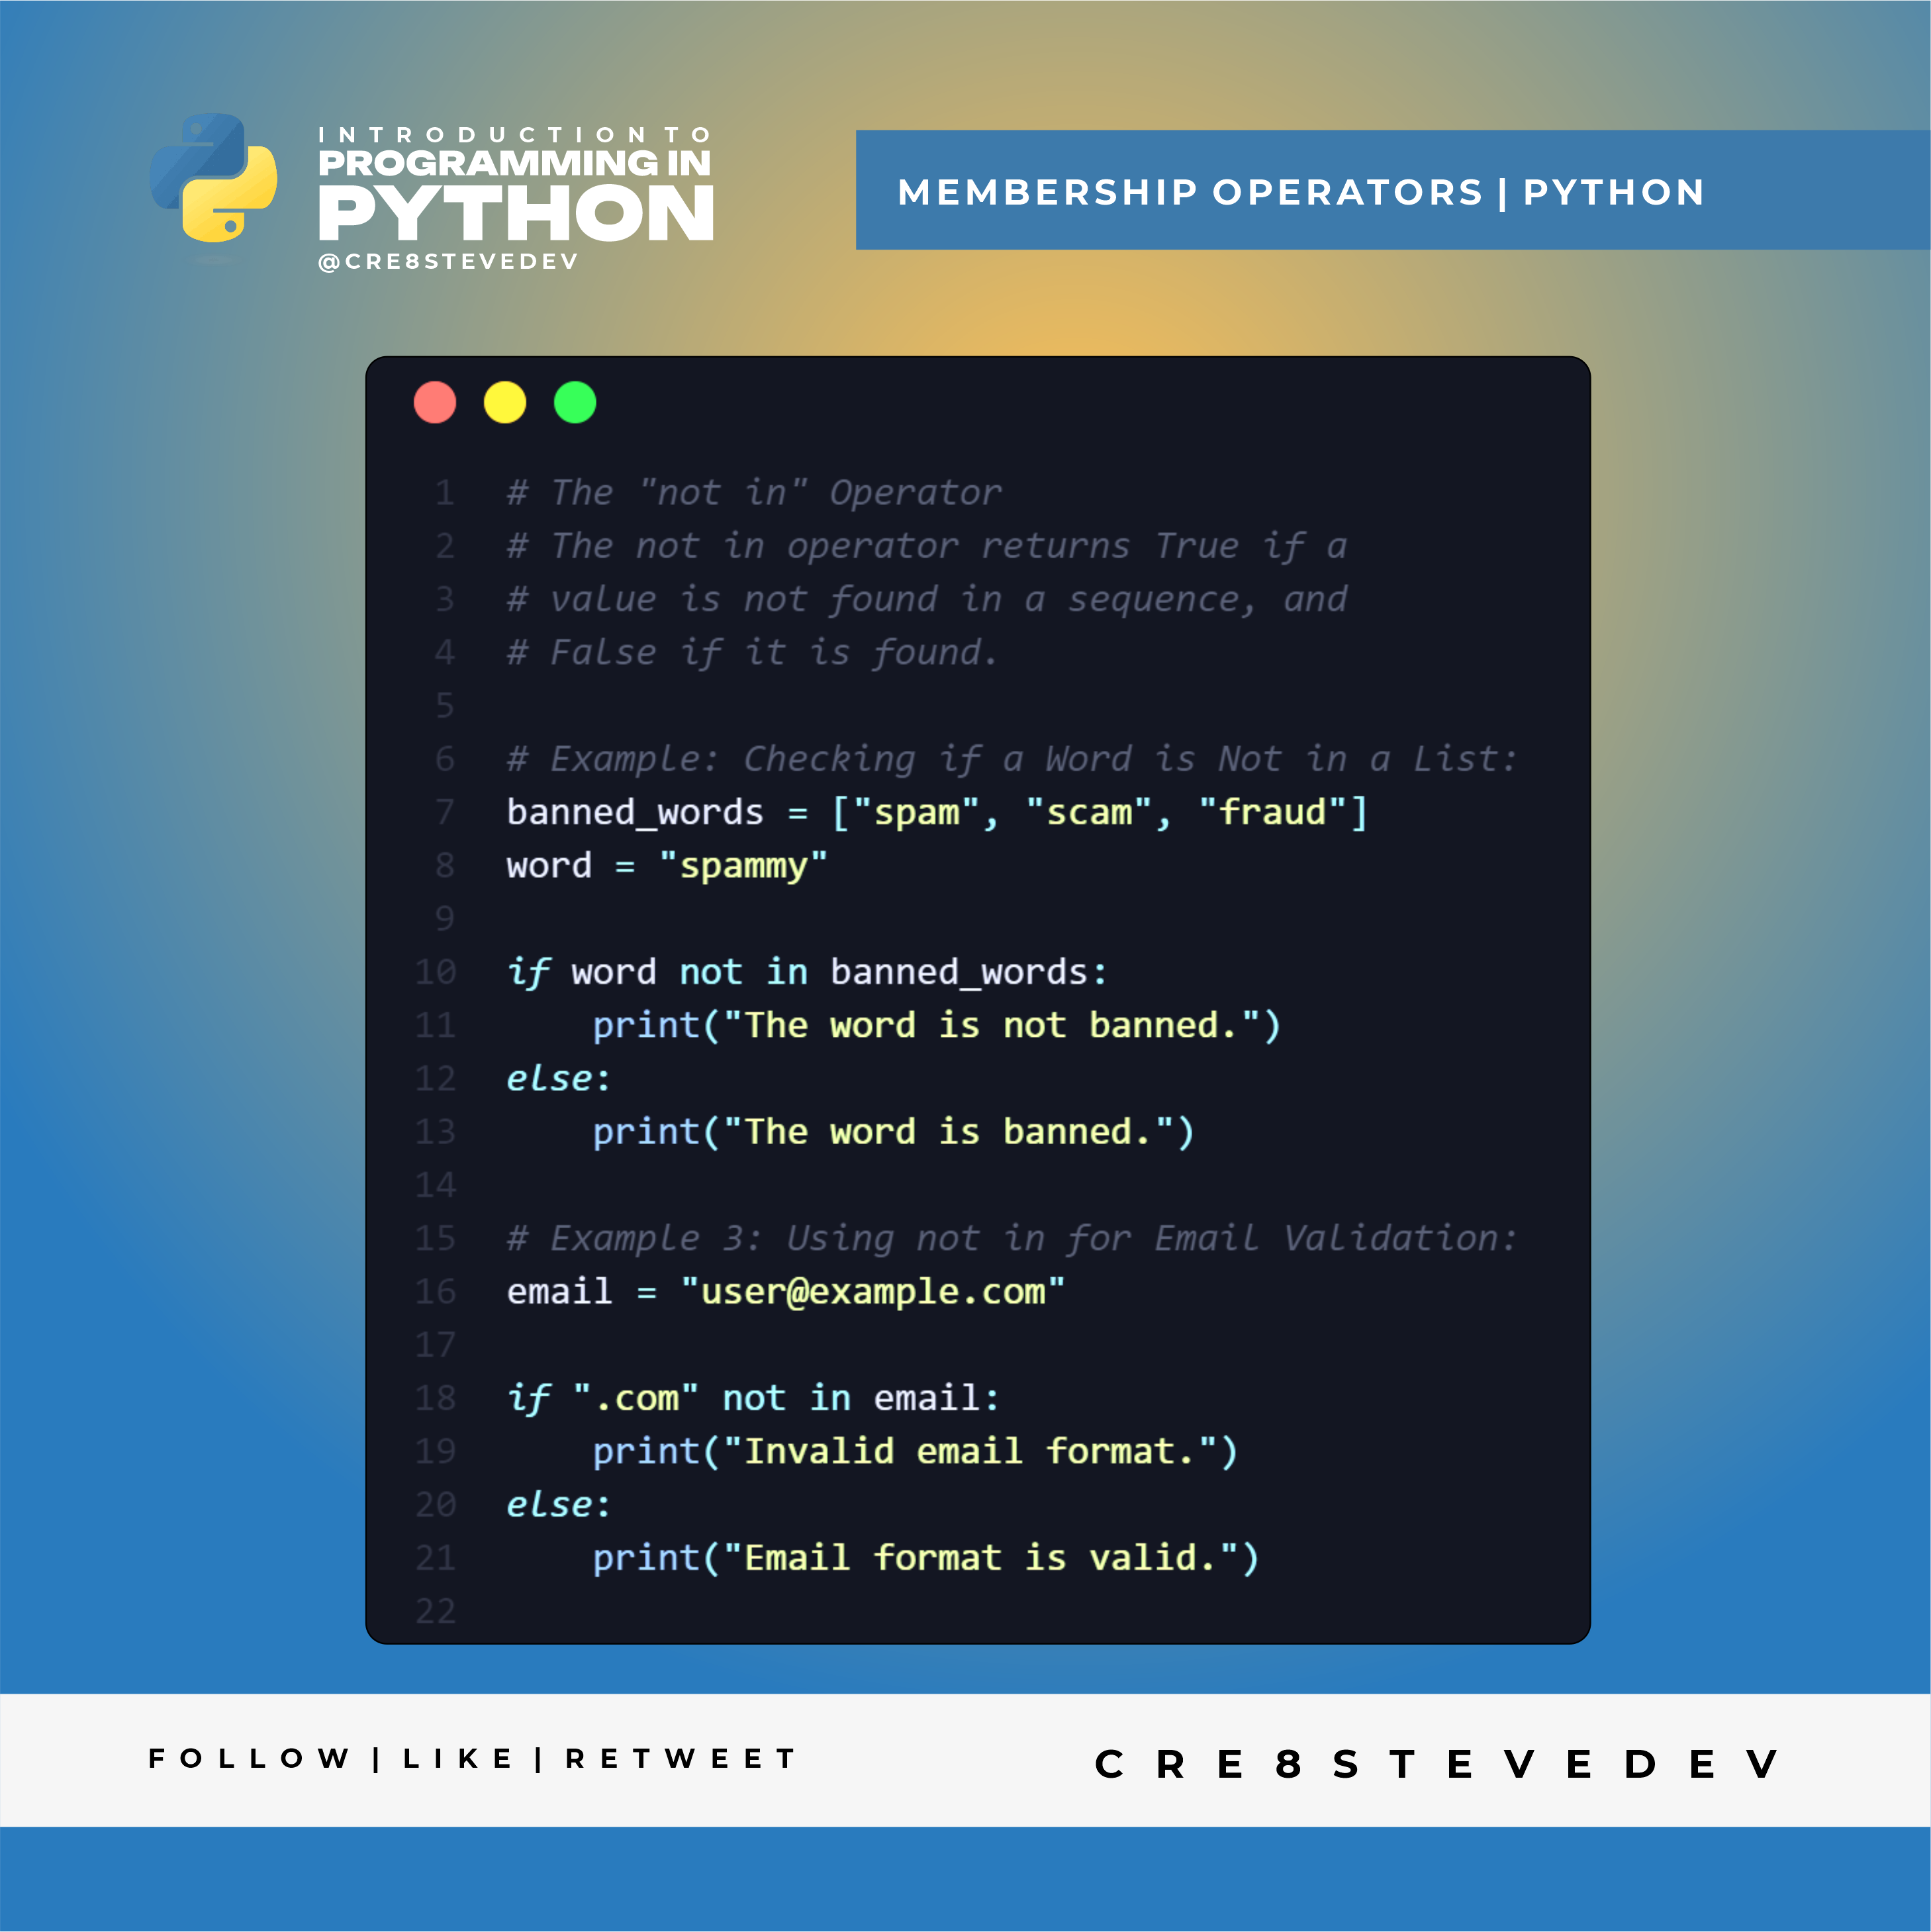 INTRODUCTION TO
PROGRAMMING IN
PYTHON
@CRE8STEVEDEV
MEMBERSHIP OPERATORS | PYTHON
1 # The "not in" Operator
2 # The not in operator returns True if a
3 # value is not found in a sequence, and
4 # False if it is found.
5
6 # Example: Checking if a Word is Not in a List:
7 banned_words = ["spam", "scam", "fraud"]
8 word = "spammy"
9
10 if word not in banned_words:
11     print("The word is not banned.")
12 else:
13     print("The word is banned.")
14
15 # Example 3: Using not in for Email Validation:
16 email = "user@example.com"
17
18 if ".com" not in email:
19     print("Invalid email format.")
20 else:
21     print("Email format is valid.")
22
FOLLOW | LIKE | RETWEET
CRE8STEVEDEV